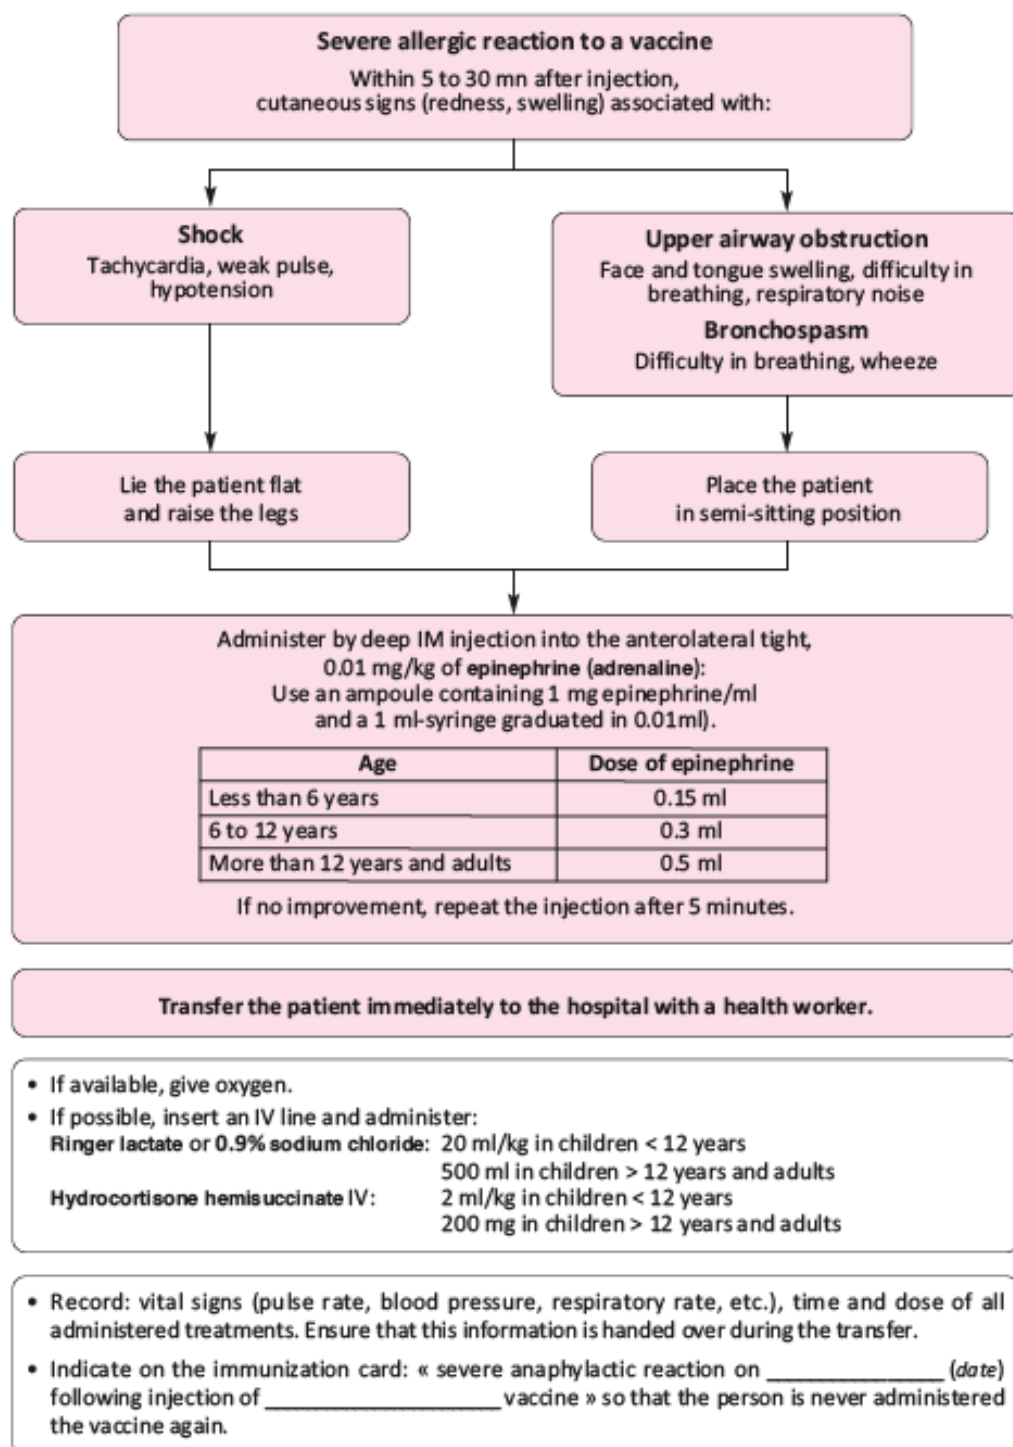 Severe allergic reaction to a vaccine
Within 5 to 30 mn after injection,
cutaneous signs (redness, swelling) associated with:
Shock
Tachycardia, weak pulse,
hypotension
Upper airway obstruction
Face and tongue swelling, difficulty in
breathing, respiratory noise
Bronchospasm
Difficulty in breathing, wheeze
Lie the patient flat
and raise the legs
Place the patient
in semi-sitting position
Administer by deep IM injection into the anterolateral tight,
0.01 mg/kg of epinephrine (adrenaline):
Use an ampoule containing 1 mg epinephrine/ml
and a 1 ml-syringe graduated in 0.01ml).
Age Dose of epinephrine
Less than 6 years 0.15 ml
6 to 12 years 0.3 ml
More than 12 years and adults 0.5 ml
If no improvement, repeat the injection after 5 minutes.
Transfer the patient immediately to the hospital with a health worker.
• If available, give oxygen.
• If possible, insert an IV line and administer:
Ringer lactate or 0.9% sodium chloride: 20 ml/kg in children < 12 years
500 ml in children > 12 years and adults
Hydrocortisone hemisuccinate IV: 2 ml/kg in children < 12 years
200 mg in children > 12 years and adults
• Record: vital signs (pulse rate, blood pressure, respiratory rate, etc.), time and dose of all
administered treatments. Ensure that this information is handed over during the transfer.
• Indicate on the immunization card: « severe anaphylactic reaction on ________________ (date)
following injection of _____________________ vaccine » so that the person is never administered
the vaccine again.